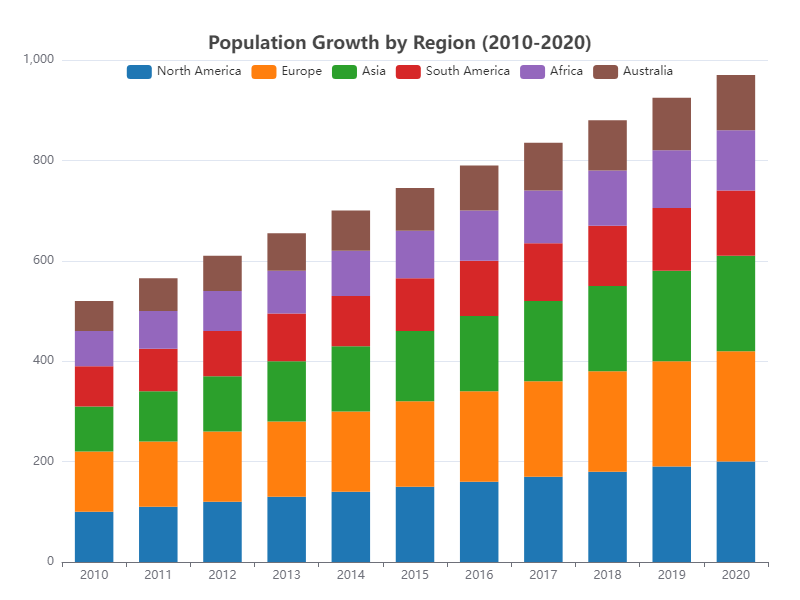 Population Growth by Region (2010-2020)
North America Europe Asia South America Africa Australia
1,000
800
600
400
200
0
2010 2011 2012 2013 2014 2015 2016 2017 2018 2019 2020